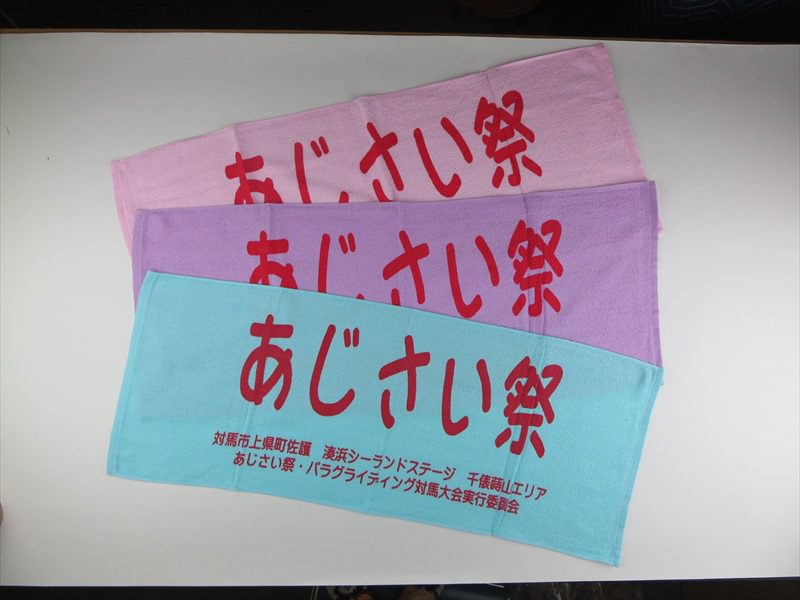 あじさい祭
あじさい祭
あじさい祭
対馬市上県町佐護 湊浜シーランドステージ 千俵蒔山エリア
あじさい祭・パラグライディング対馬大会実行委員会